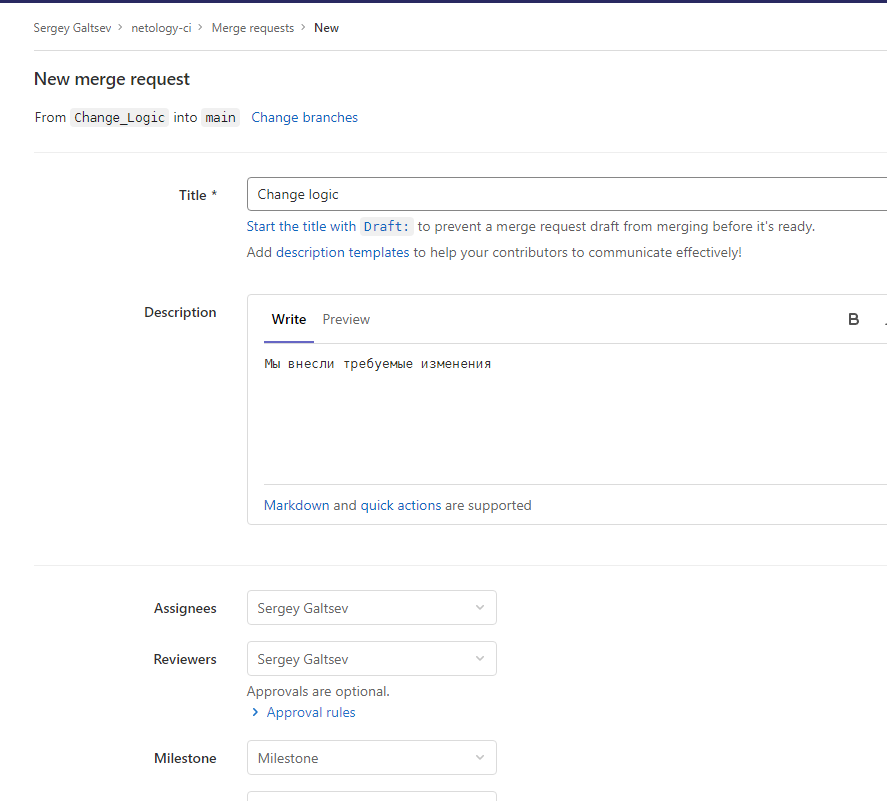 Sergey Galtsev > netology-ci > Merge requests > New
New merge request
From Change_Logic into main Change branches
Title *
Change logic
Start the title with Draft: to prevent a merge request draft from merging before it's ready.
Add description templates to help your contributors to communicate effectively!
Description
Write Preview B
Мы внесли требуемые изменения
Markdown and quick actions are supported
Assignees
Sergey Galtsev
Reviewers
Sergey Galtsev
Approvals are optional.
> Approval rules
Milestone
Milestone